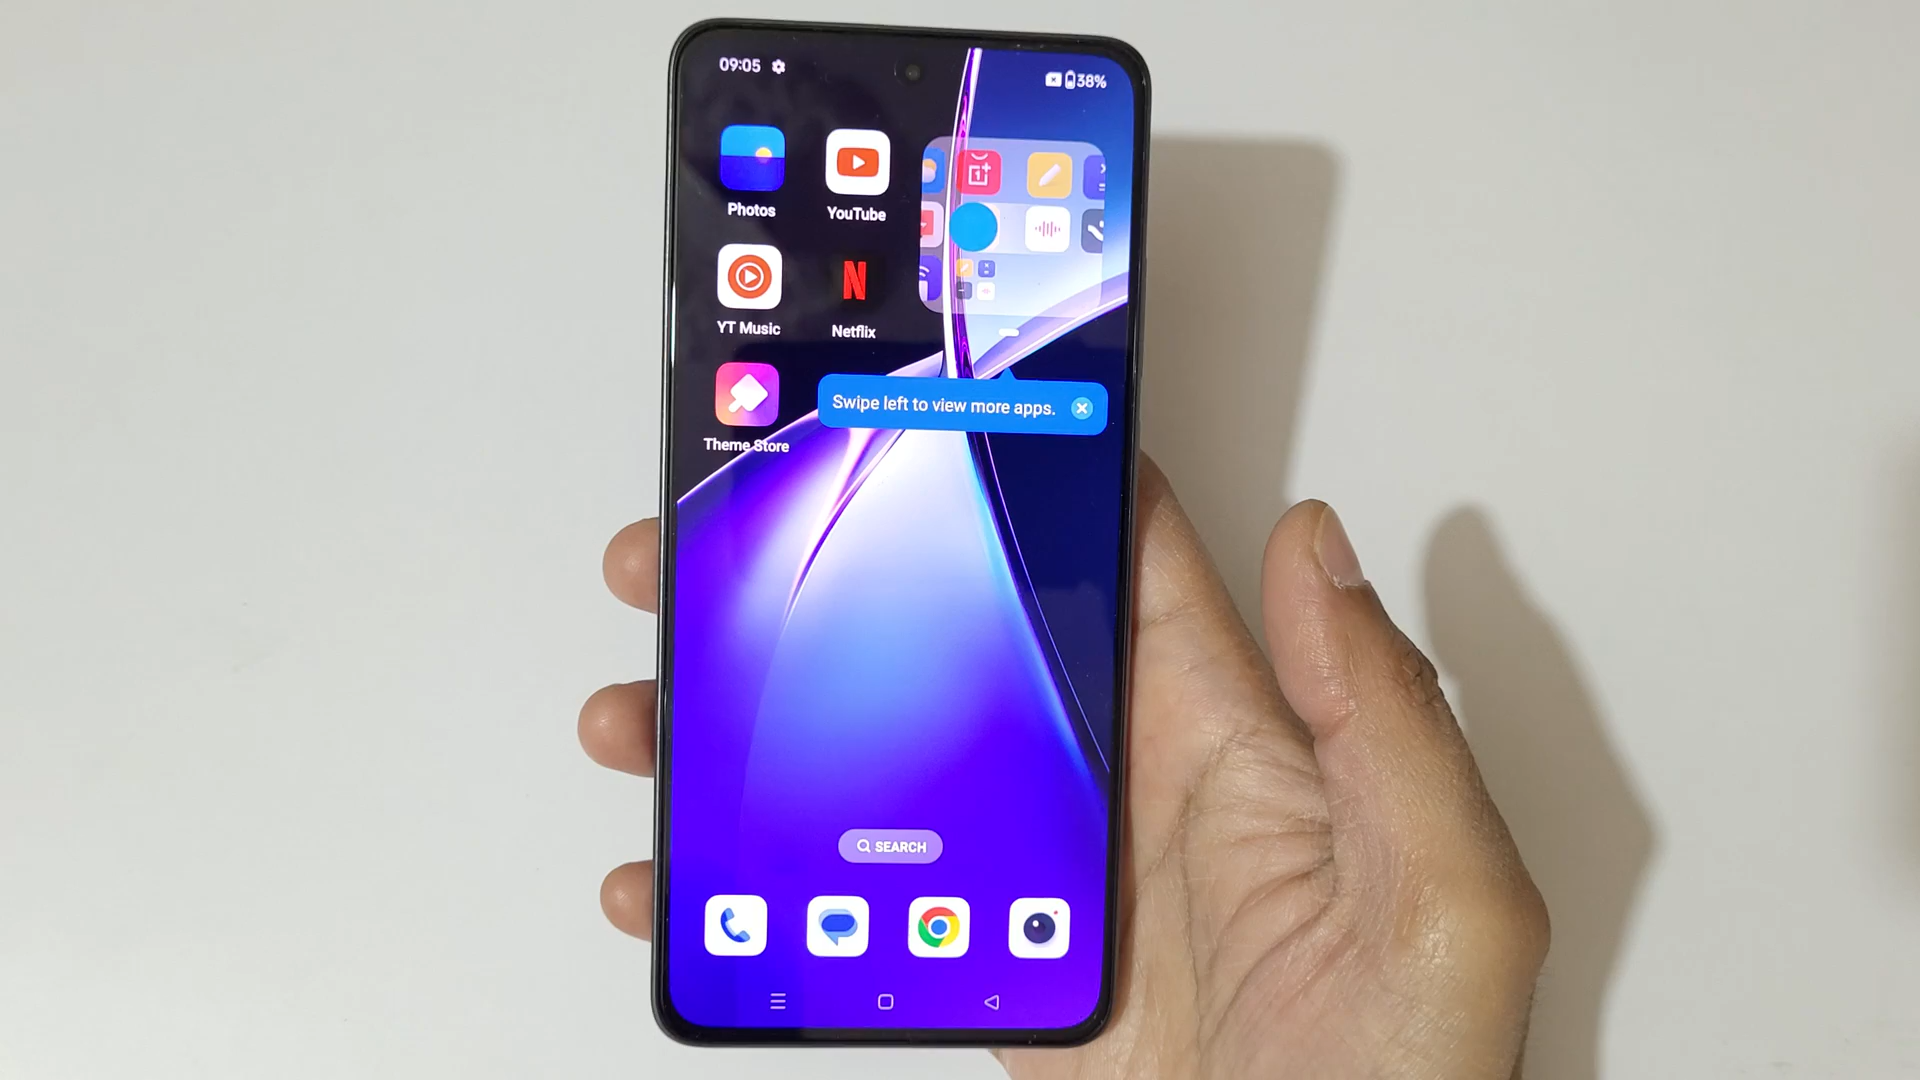 09:05
38%
Photos
YouTube
YT Music
N
Netflix
Swipe left to view more apps.
Theme Store
SEARCH